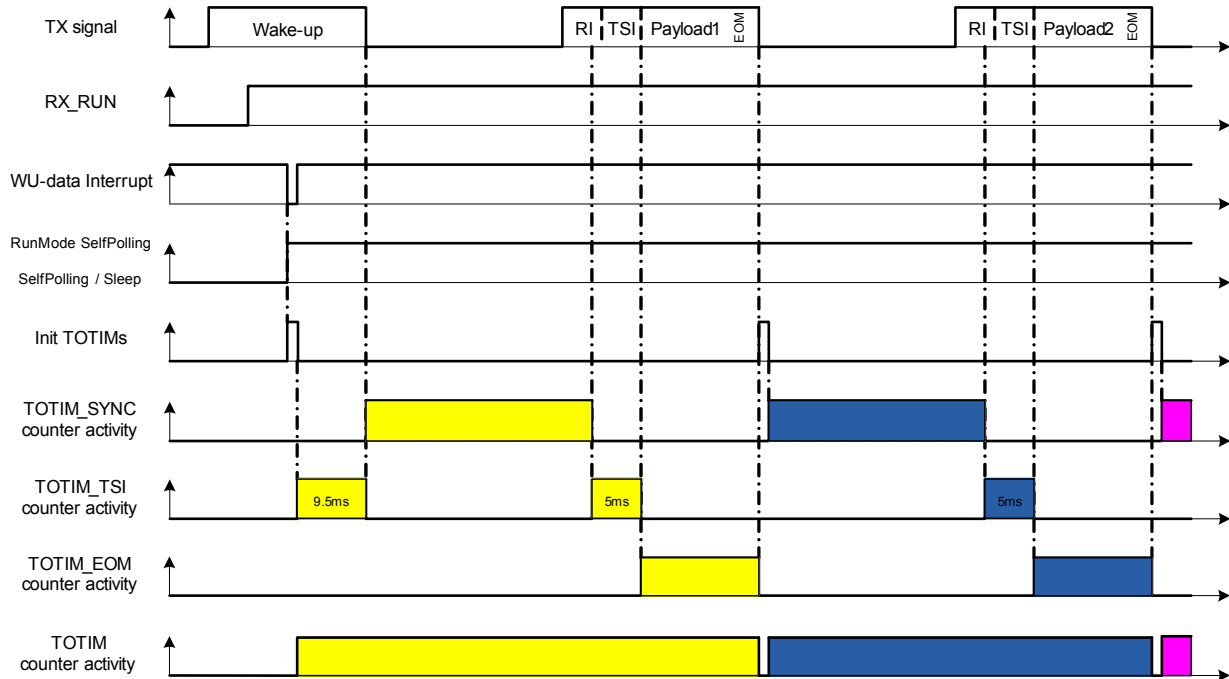 TX signal
Wake-up
RI TSI Payload1 EOM
RI TSI Payload2 EOM
RX_RUN
WU-data Interrupt
RunMode SelfPolling
SelfPolling / Sleep
Init TOTIMs
TOTIM_SYNC
counter activity
TOTIM_TSI
counter activity
9.5ms
5ms
5ms
TOTIM_EOM
counter activity
TOTIM
counter activity